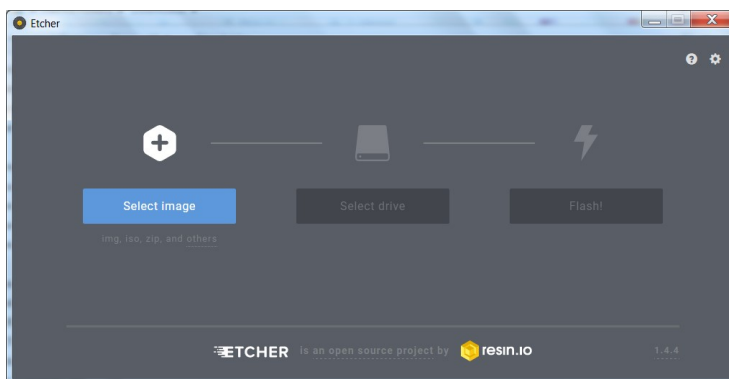 Etcher
Select image
Select drive
Flash!
img, iso, zip, and others
ETCHER is an open source project by resin.io
1.4.4